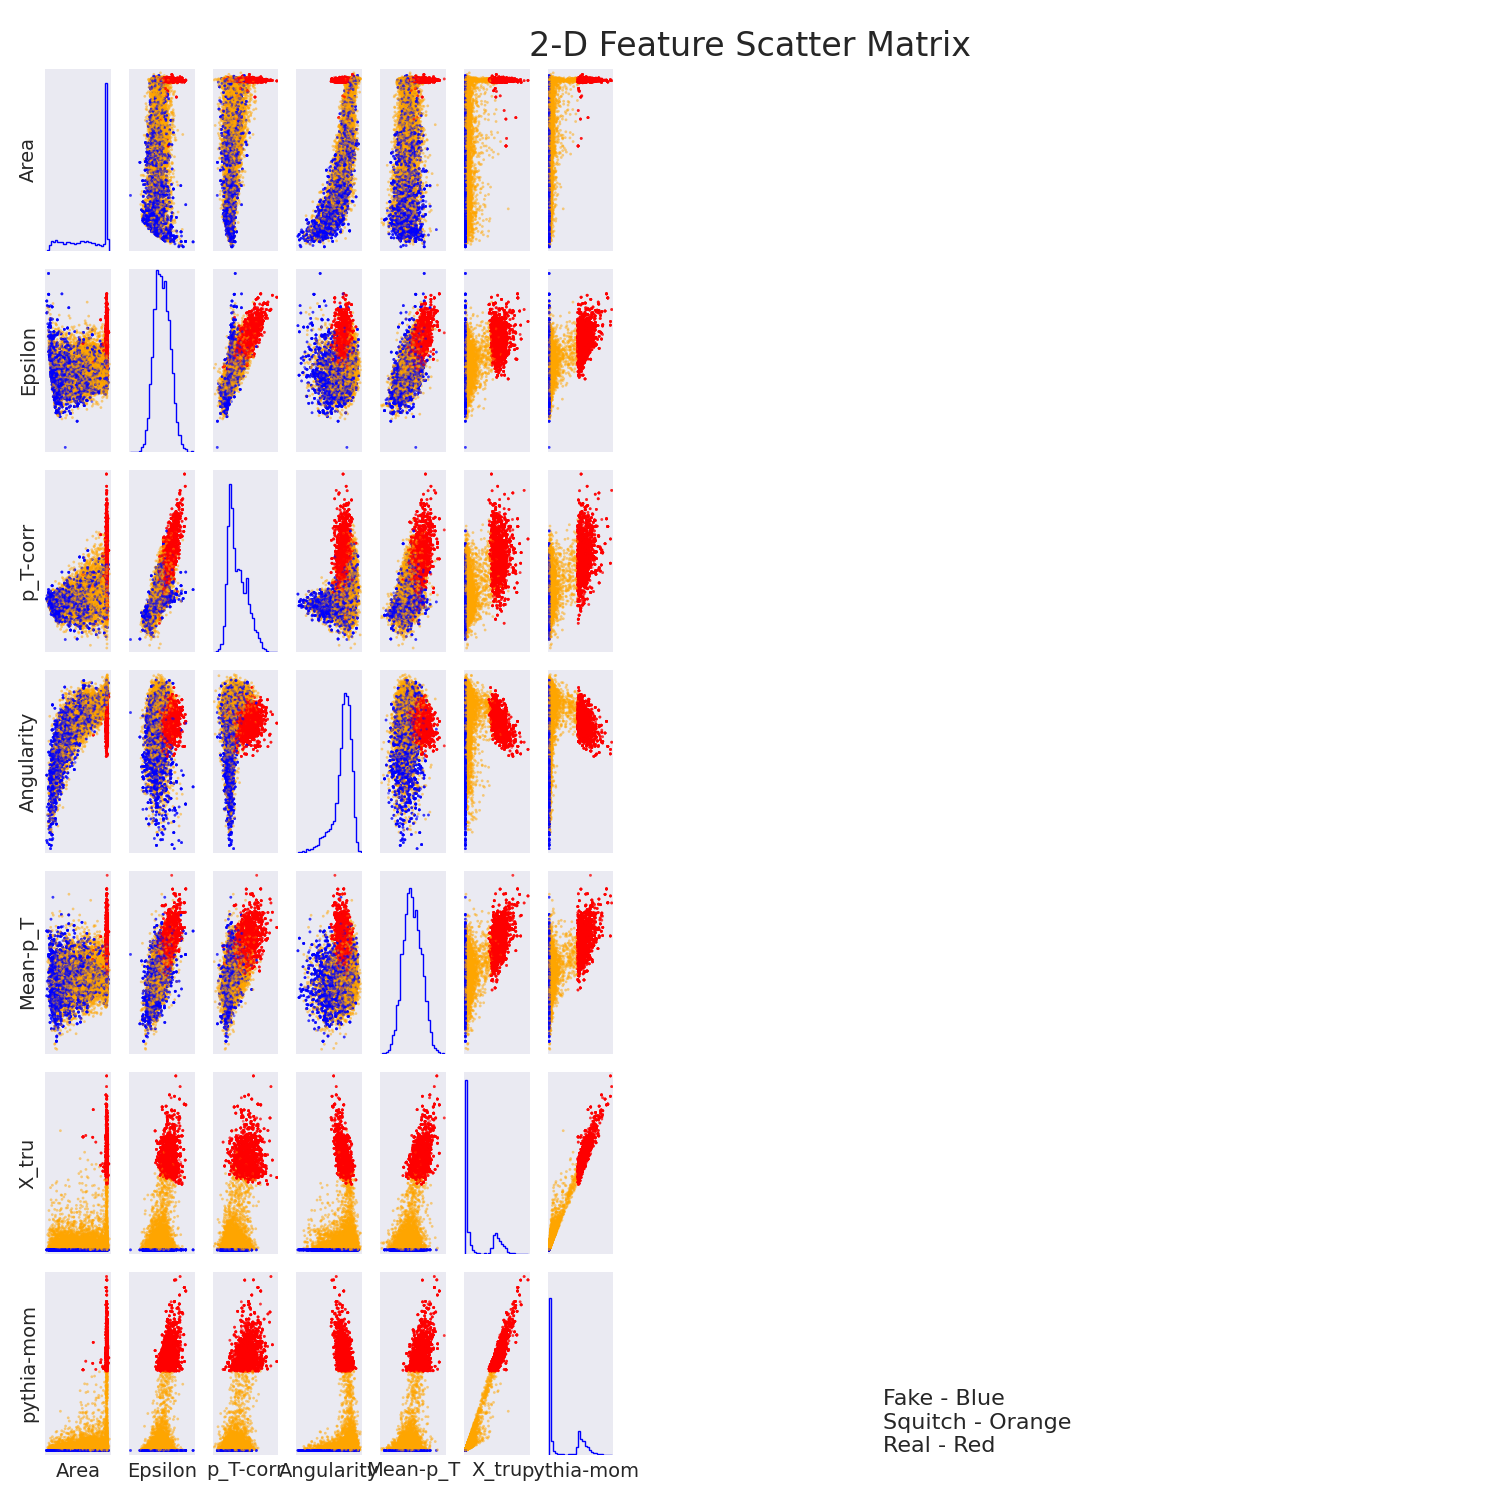 2-D Feature Scatter Matrix
Area
Epsilon
p_T-corr
Angularity
Mean-p_T
X_tru
pythia-mom
Fake - Blue
Squitch - Orange
Real - Red
Area Epsilon p_T-corr Angularity Mean-p_T X_tru pythia-mom